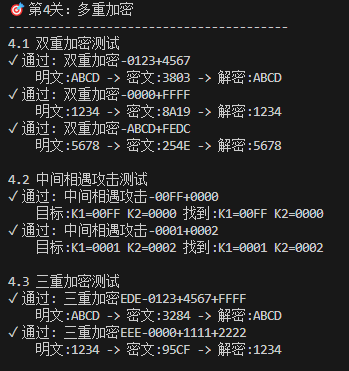 🎯 第4关: 多重加密
----------------------------------------
4.1 双重加密测试
✓通过: 双重加密-0123+4567
明文:ABCD -> 密文:3803 -> 解密:ABCD
✓通过: 双重加密-0000+FFFF
明文:1234 -> 密文:8A19 -> 解密:1234
✓通过: 双重加密-ABCD+FEDC
明文:5678 -> 密文:254E -> 解密:5678
4.2 中间相遇攻击测试
✓通过: 中间相遇攻击-00FF+0000
目标:K1=00FF K2=0000 找到:K1=00FF K2=0000
✓通过: 中间相遇攻击-0001+0002
目标:K1=0001 K2=0002 找到:K1=0001 K2=0002
4.3 三重加密测试
✓通过: 三重加密EDE-0123+4567+FFFF
明文:ABCD -> 密文:3284 -> 解密:ABCD
✓通过: 三重加密EEE-0000+1111+2222
明文:1234 -> 密文:95CF -> 解密:1234